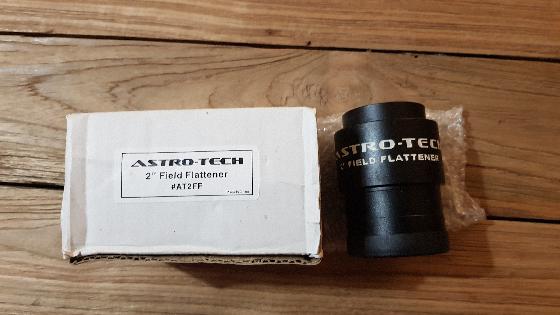 ASTRO-TECH
2" Field Flattener
#AT2FF
ASTRO-TECH
2" FIELD FLATTENER